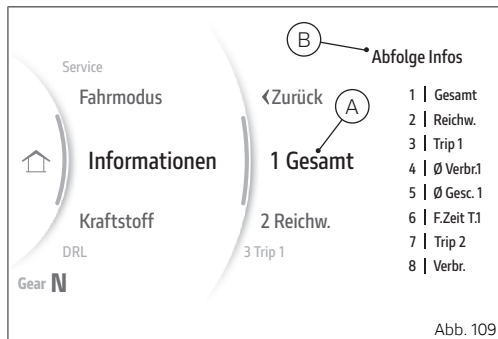 B
Abfolge Infos
Service
Fahrmodus
Informationen
Kraftstoff
DRL
Gear N
‹Zurück
A
1 Gesamt
2 Reichw.
3 Trip 1
1 | Gesamt
2 | Reichw.
3 | Trip 1
4 | Ø Verbr.1
5 | Ø Gesc. 1
6 | F.Zeit T.1
7 | Trip 2
8 | Verbr.
Abb. 109